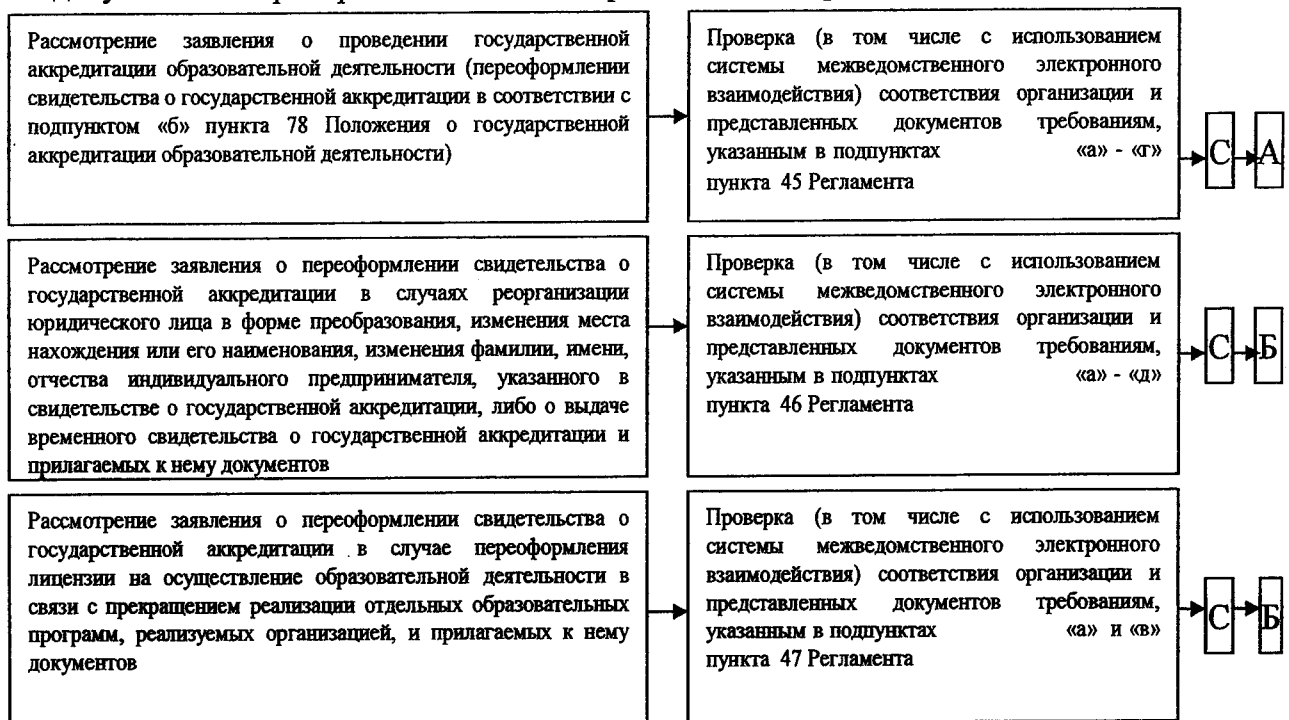 Рассмотрение заявления о проведении государственной
аккредитации образовательной деятельности (переоформлении
свидетельства о государственной аккредитации в соответствии с
подпунктом «б» пункта 78 Положения о государственной
аккредитации образовательной деятельности)
Проверка (в том числе с использованием
системы межведомственного электронного
взаимодействия) соответствия организации и
представленных документов требованиям,
указанным в подпунктах «а» - «г»
пункта 45 Регламента
С
А
Рассмотрение заявления о переоформлении свидетельства о
государственной аккредитации в случаях реорганизации
юридического лица в форме преобразования, изменения места
нахождения или его наименования, изменения фамилии, имени,
отчества индивидуального предпринимателя, указанного в
свидетельстве о государственной аккредитации, либо о выдаче
временного свидетельства о государственной аккредитации и
прилагаемых к нему документов
Проверка (в том числе с использованием
системы межведомственного электронного
взаимодействия) соответствия организации и
представленных документов требованиям,
указанным в подпунктах «а» - «д»
пункта 46 Регламента
С
Б
Рассмотрение заявления о переоформлении свидетельства о
государственной аккредитации в случае переоформления
лицензии на осуществление образовательной деятельности в
связи с прекращением реализации отдельных образовательных
программ, реализуемых организацией, и прилагаемых к нему
документов
Проверка (в том числе с использованием
системы межведомственного электронного
взаимодействия) соответствия организации и
представленных документов требованиям,
указанным в подпунктах «а» и «в»
пункта 47 Регламента
С
Б